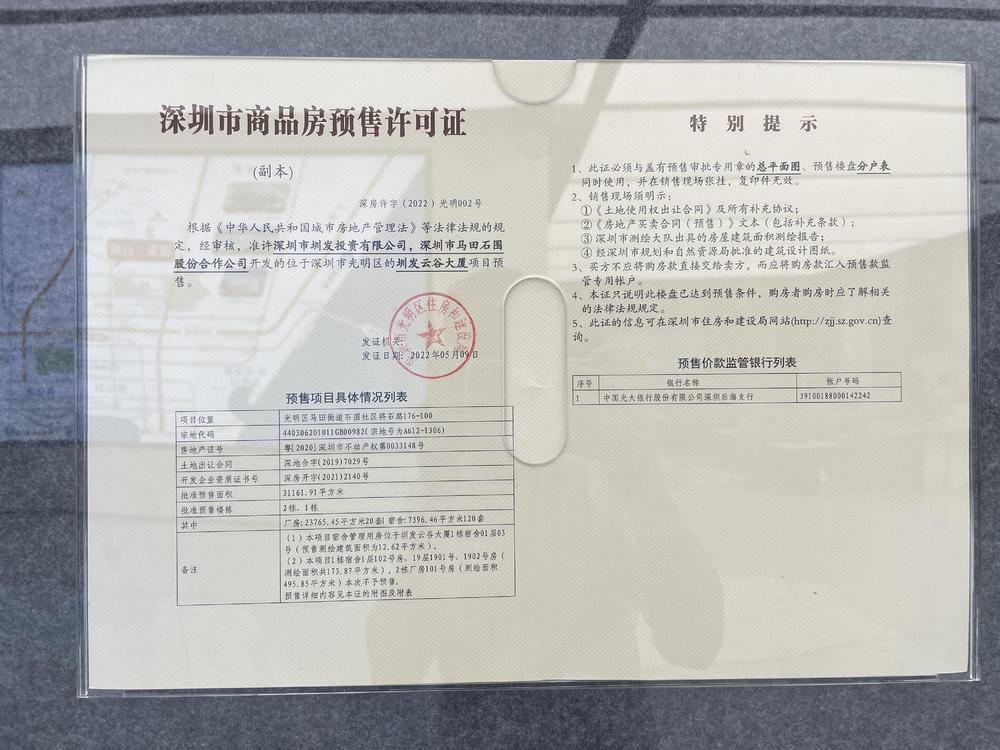 深圳市商品房预售许可证
(副本)
深房许字（2022）光明002号
根据《中华人民共和国城市房地产管理法》等法律法规的规
定，经审核，准许深圳市圳发投资有限公司，深圳市马田石围
股份合作公司开发的位于深圳市光明区的圳发云谷大厦项目预
售。
发证机关:
发证日期: 2022年05月09日
深圳市光明区住房和建设局
预售项目具体情况列表
项目位置 光明区马田街道石围社区将石路176-100
宗地代码 440306201011GB00982(宗地号为A612-1306)
房地产证号 粤[2020]深圳市不动产权第0033148号
土地出让合同 深地合字(2019)7029号
开发企业资质证书号 深房开字(2021)2140号
批准预售面积 31161.91平方米
批准预售楼栋 2栋, 1栋
其中 厂房:23765.45平方米20套| 宿舍:7396.46平方米120套
备注
（1）本项目宿舍管理用房位于圳发云谷大厦1栋宿舍01层03
号（预售测绘建筑面积为12.62平方米）。
（2）本项目1栋宿舍1层102号房、19层1901号、1902号房（
测绘面积共173.87平方米），2栋厂房101号房（测绘面积
495.85平方米）本次不予预售。
预售详细内容见本证的附图及附表
特别提示
1、此证必须与盖有预售审批专用章的总平面图、预售楼盘分户表
同时使用，并在销售现场张挂，复印件无效。
2、销售现场须明示：
①《土地使用权出让合同》及所有补充协议；
②《房地产买卖合同（预售）》文本（包括补充条款）；
③深圳市测绘大队出具的房屋建筑面积测绘报告；
④经深圳市规划和自然资源局批准的建筑设计图纸。
3、买方不应将购房款直接交给卖方，而应将购房款汇入预售款监
管专用帐户。
4、本证只说明此楼盘已达到预售条件，购房者购房时应了解相关
的法律法规规定。
5、此证的信息可在深圳市住房和建设局网站(http://zjj.sz.gov.cn)查
询。
预售价款监管银行列表
序号 银行名称 帐户号码
1 中国光大银行股份有限公司深圳后海支行 39100188000142242